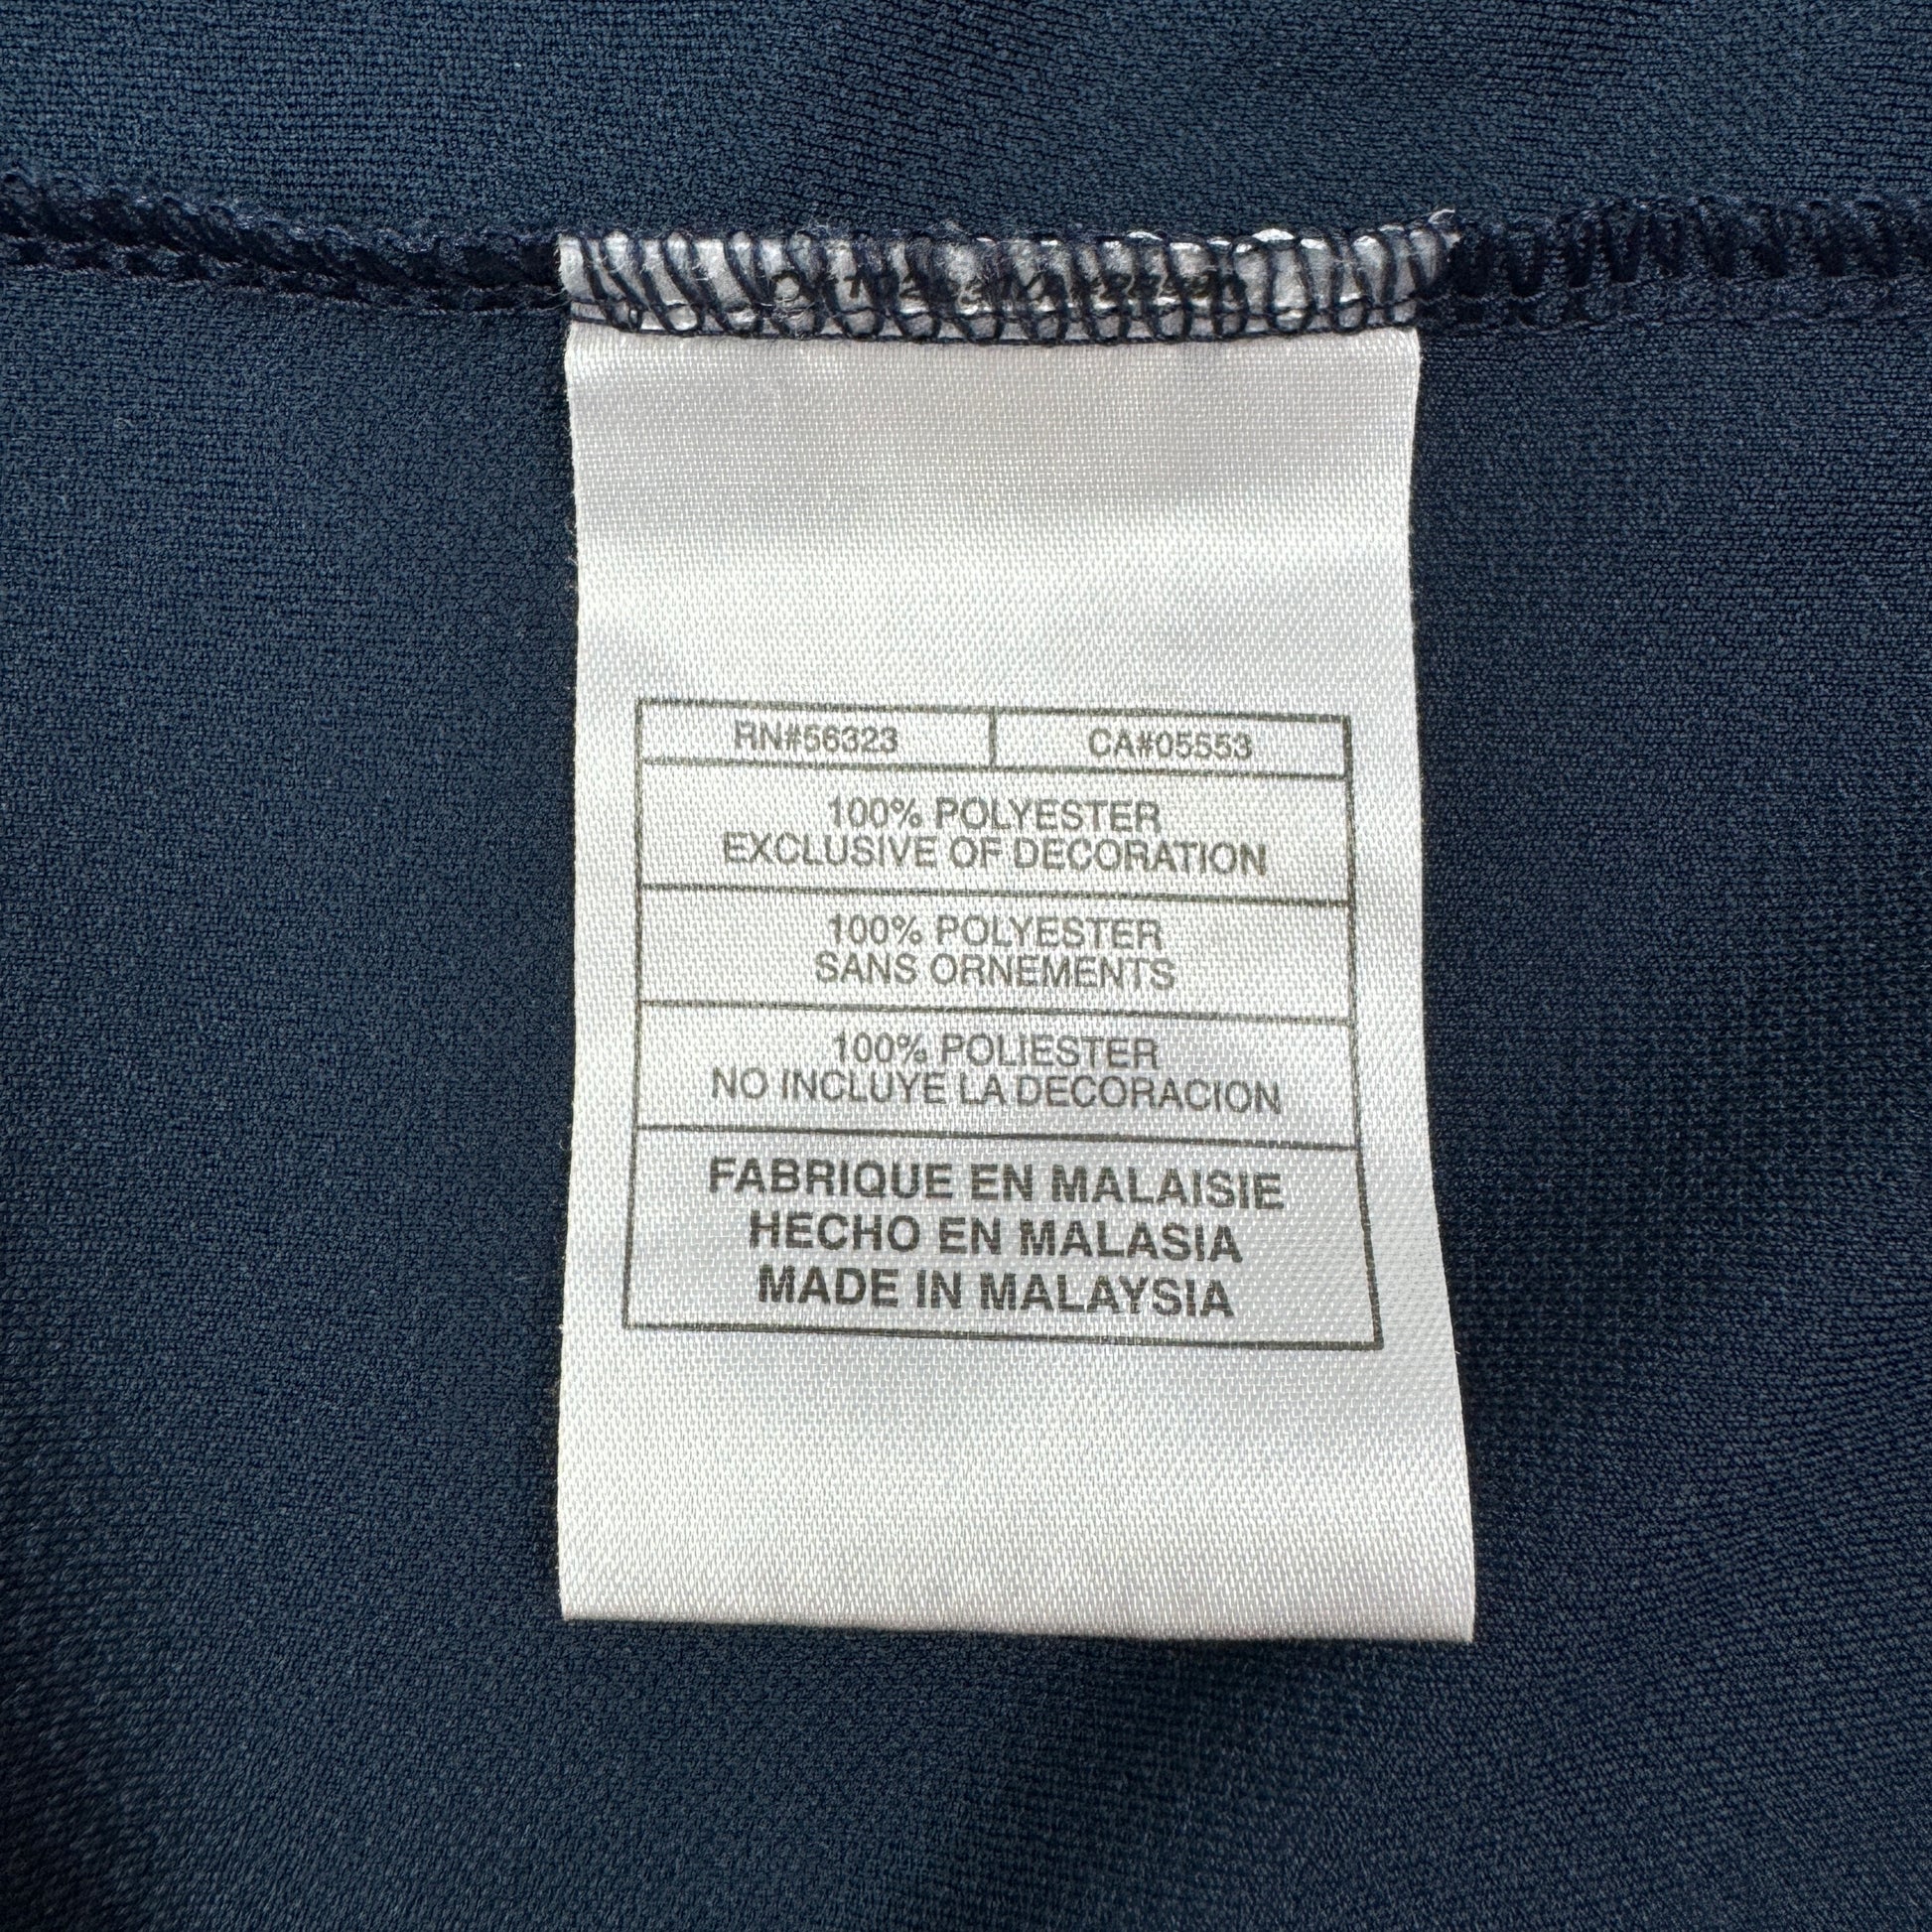 RN#56323 CA#05553
100% POLYESTER
EXCLUSIVE OF DECORATION
100% POLYESTER
SANS ORNEMENTS
100% POLIESTER
NO INCLUYE LA DECORACION
FABRIQUE EN MALAISIE
HECHO EN MALASIA
MADE IN MALAYSIA